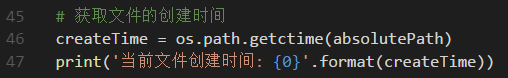 45 # 获取文件的创建时间
46 createTime = os.path.getctime(absolutePath)
47 print('当前文件创建时间: {0}'.format(createTime))